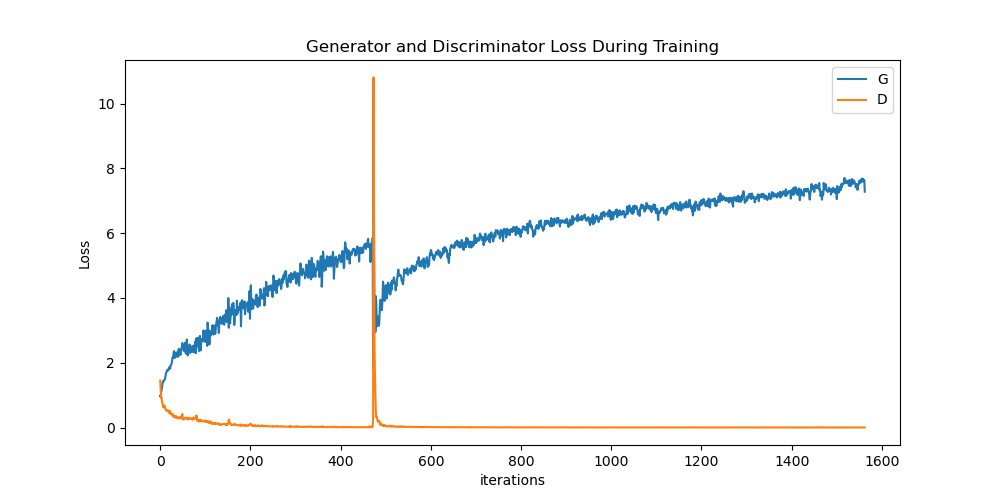 Generator and Discriminator Loss During Training
G
D
10
8
6
4
2
0
Loss
0 200 400 600 800 1000 1200 1400 1600
iterations